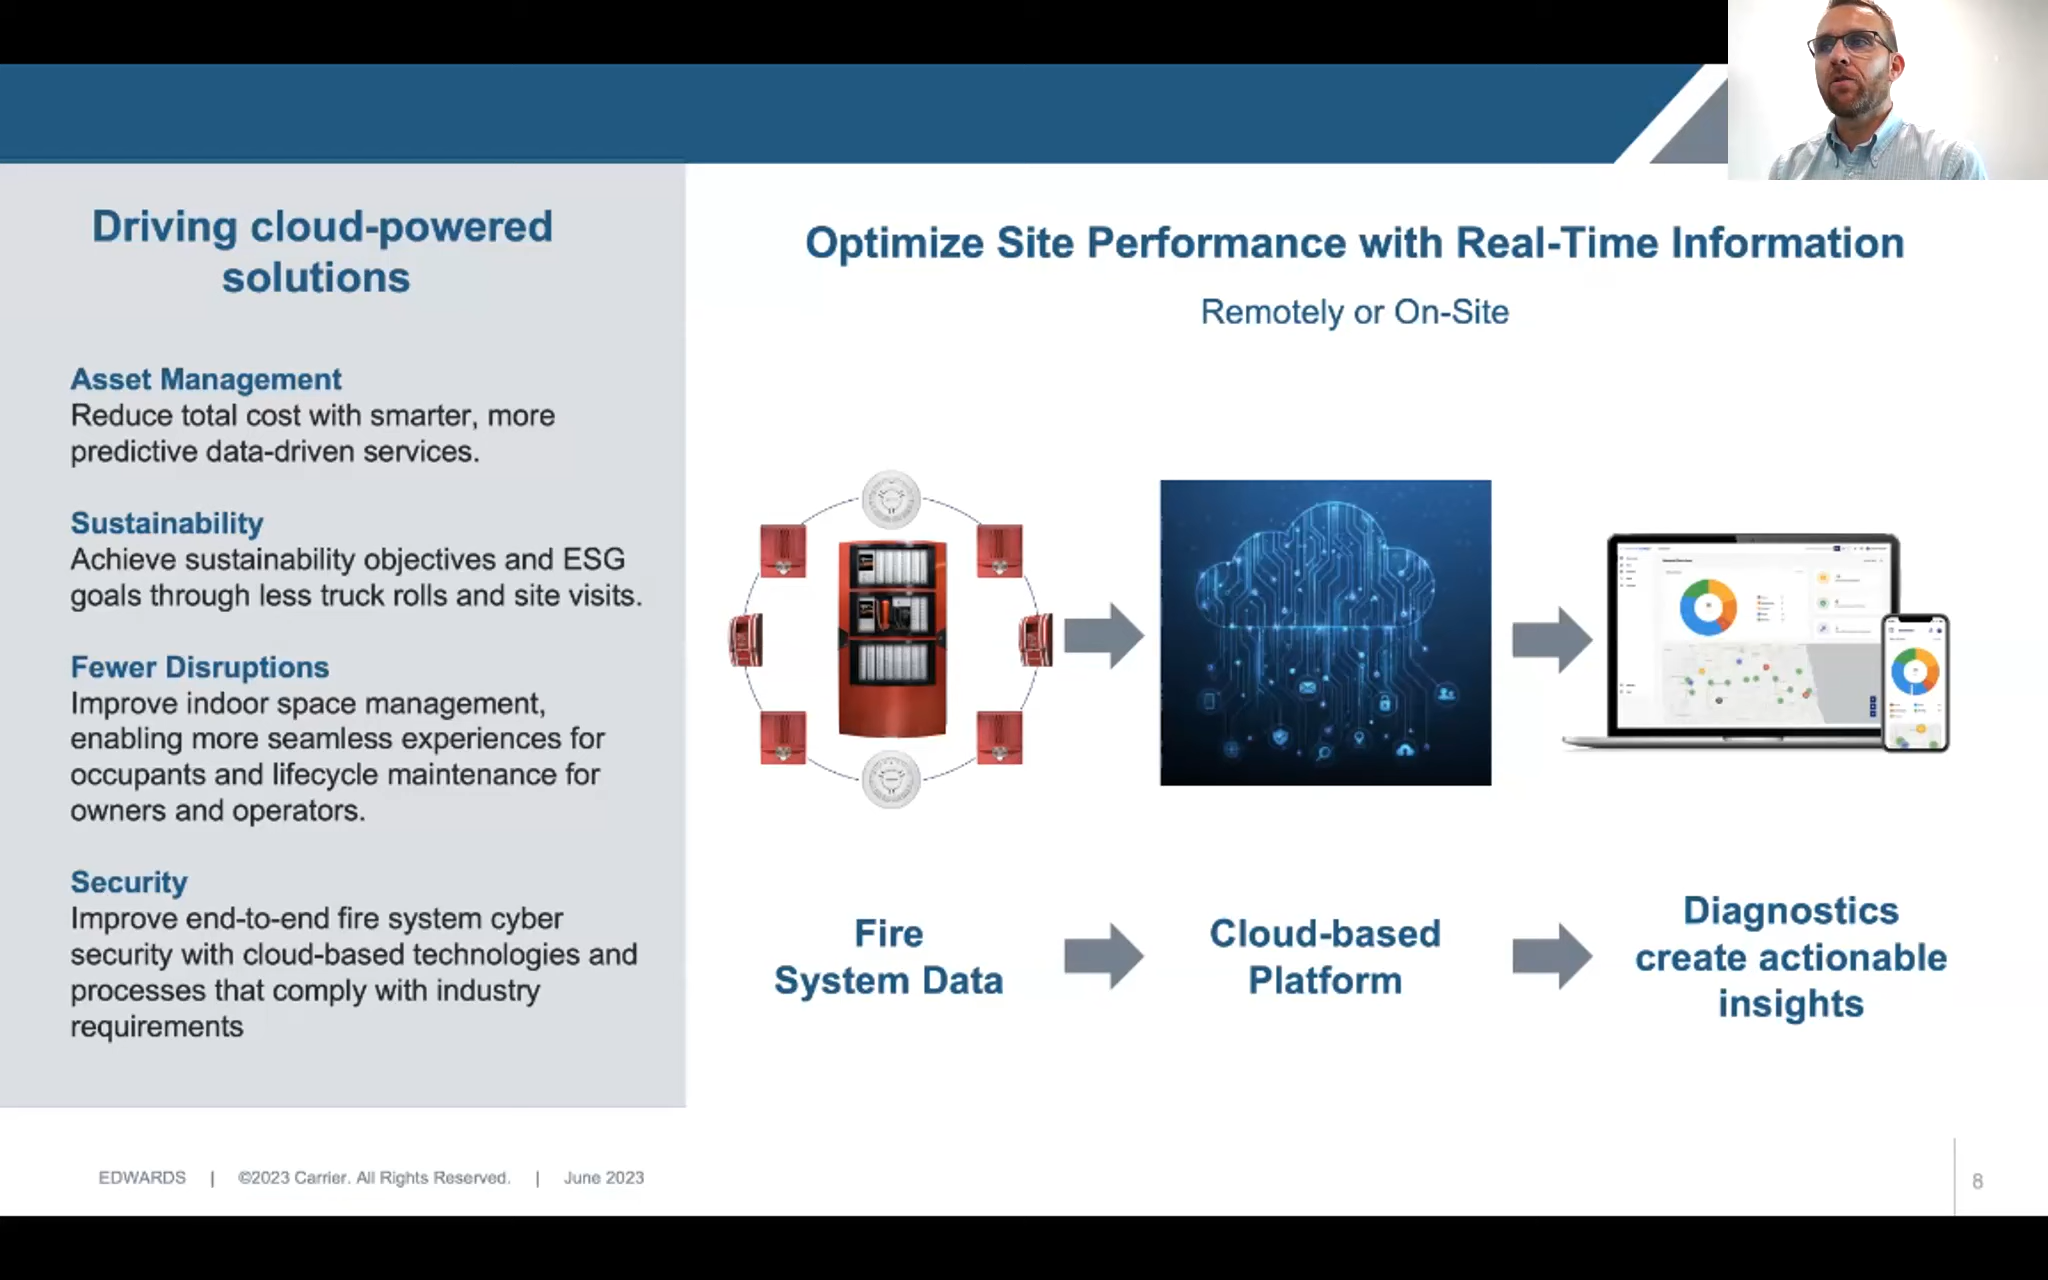 Driving cloud-powered
solutions
Asset Management
Reduce total cost with smarter, more
predictive data-driven services.
Sustainability
Achieve sustainability objectives and ESG
goals through less truck rolls and site visits.
Fewer Disruptions
Improve indoor space management,
enabling more seamless experiences for
occupants and lifecycle maintenance for
owners and operators.
Security
Improve end-to-end fire system cyber
security with cloud-based technologies and
processes that comply with industry
requirements
Optimize Site Performance with Real-Time Information
Remotely or On-Site
Fire
System Data
Cloud-based
Platform
Diagnostics
create actionable
insights
EDWARDS | ©2023 Carrier. All Rights Reserved. | June 2023
8